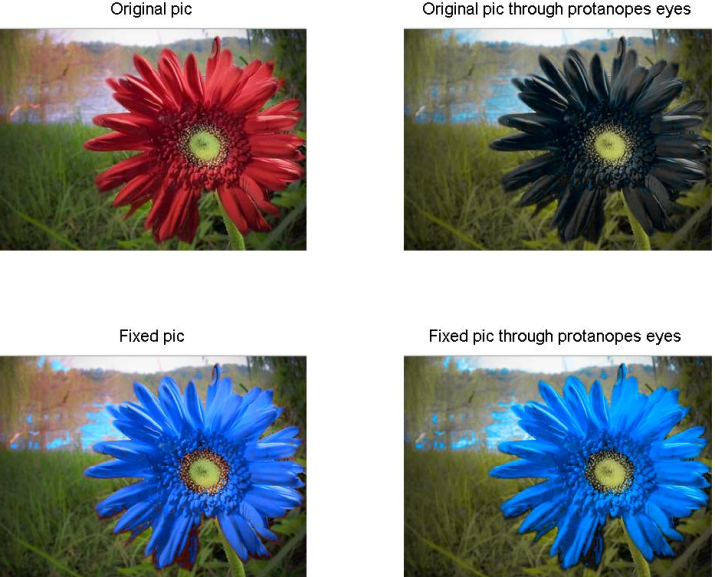 Original pic
Original pic through protanopes eyes
Fixed pic
Fixed pic through protanopes eyes